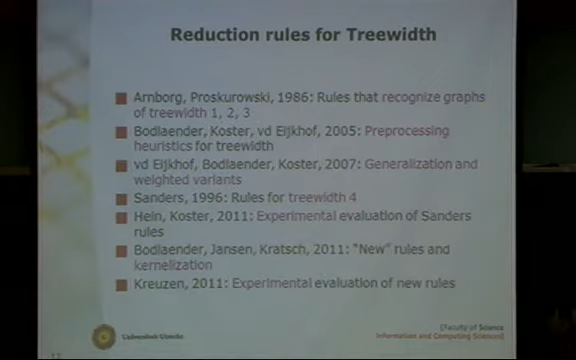 Reduction rules for Treewidth
Arnborg, Proskurowski, 1986: Rules that recognize graphs
of treewidth 1, 2, 3
Bodlaender, Koster, vd Eijkhof, 2005: Preprocessing
heuristics for treewidth
vd Eijkhof, Bodlaender, Koster, 2007: Generalization and
weighted variants
Sanders, 1996: Rules for treewidth 4
Hein, Koster, 2011: Experimental evaluation of Sanders
rules
Bodlaender, Jansen, Kratsch, 2011: "New" rules and
kernelization
Kreuzen, 2011: Experimental evaluation of new rules
Universiteit Utrecht
[Faculty of Science
Information and Computing Sciences]